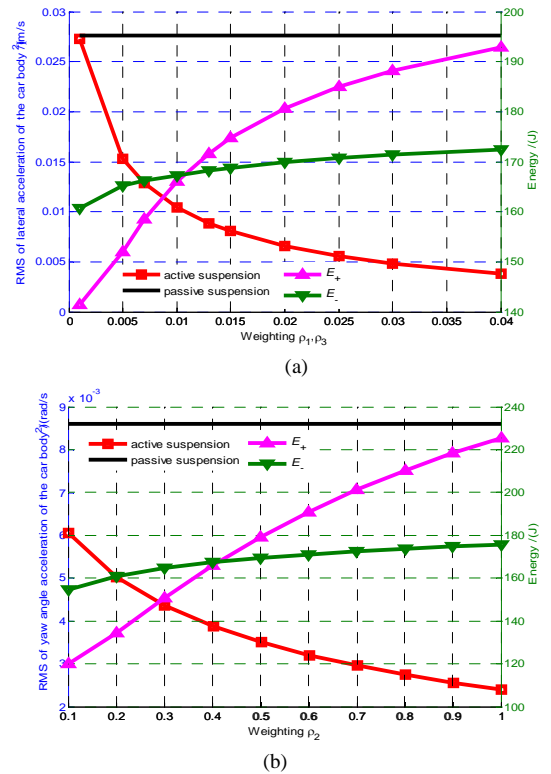 0.03
0.025
0.02
0.015
0.01
0.005
0
RMS of lateral acceleration of the car body
200
190
180
170
160
150
140
Energy /(J)
active suspension
passive suspension
E+
E-
0 0.005 0.01 0.015 0.02 0.025 0.03 0.035 0.04
Weighting ρ1,ρ3
(a)
x 10-3
9
8
7
6
5
4
3
2
RMS of yaw angle acceleration of the car body
240
220
200
180
160
140
120
100
Energy /(J)
active suspension
passive suspension
E+
E-
0.1 0.2 0.3 0.4 0.5 0.6 0.7 0.8 0.9 1
Weighting ρ2
(b)